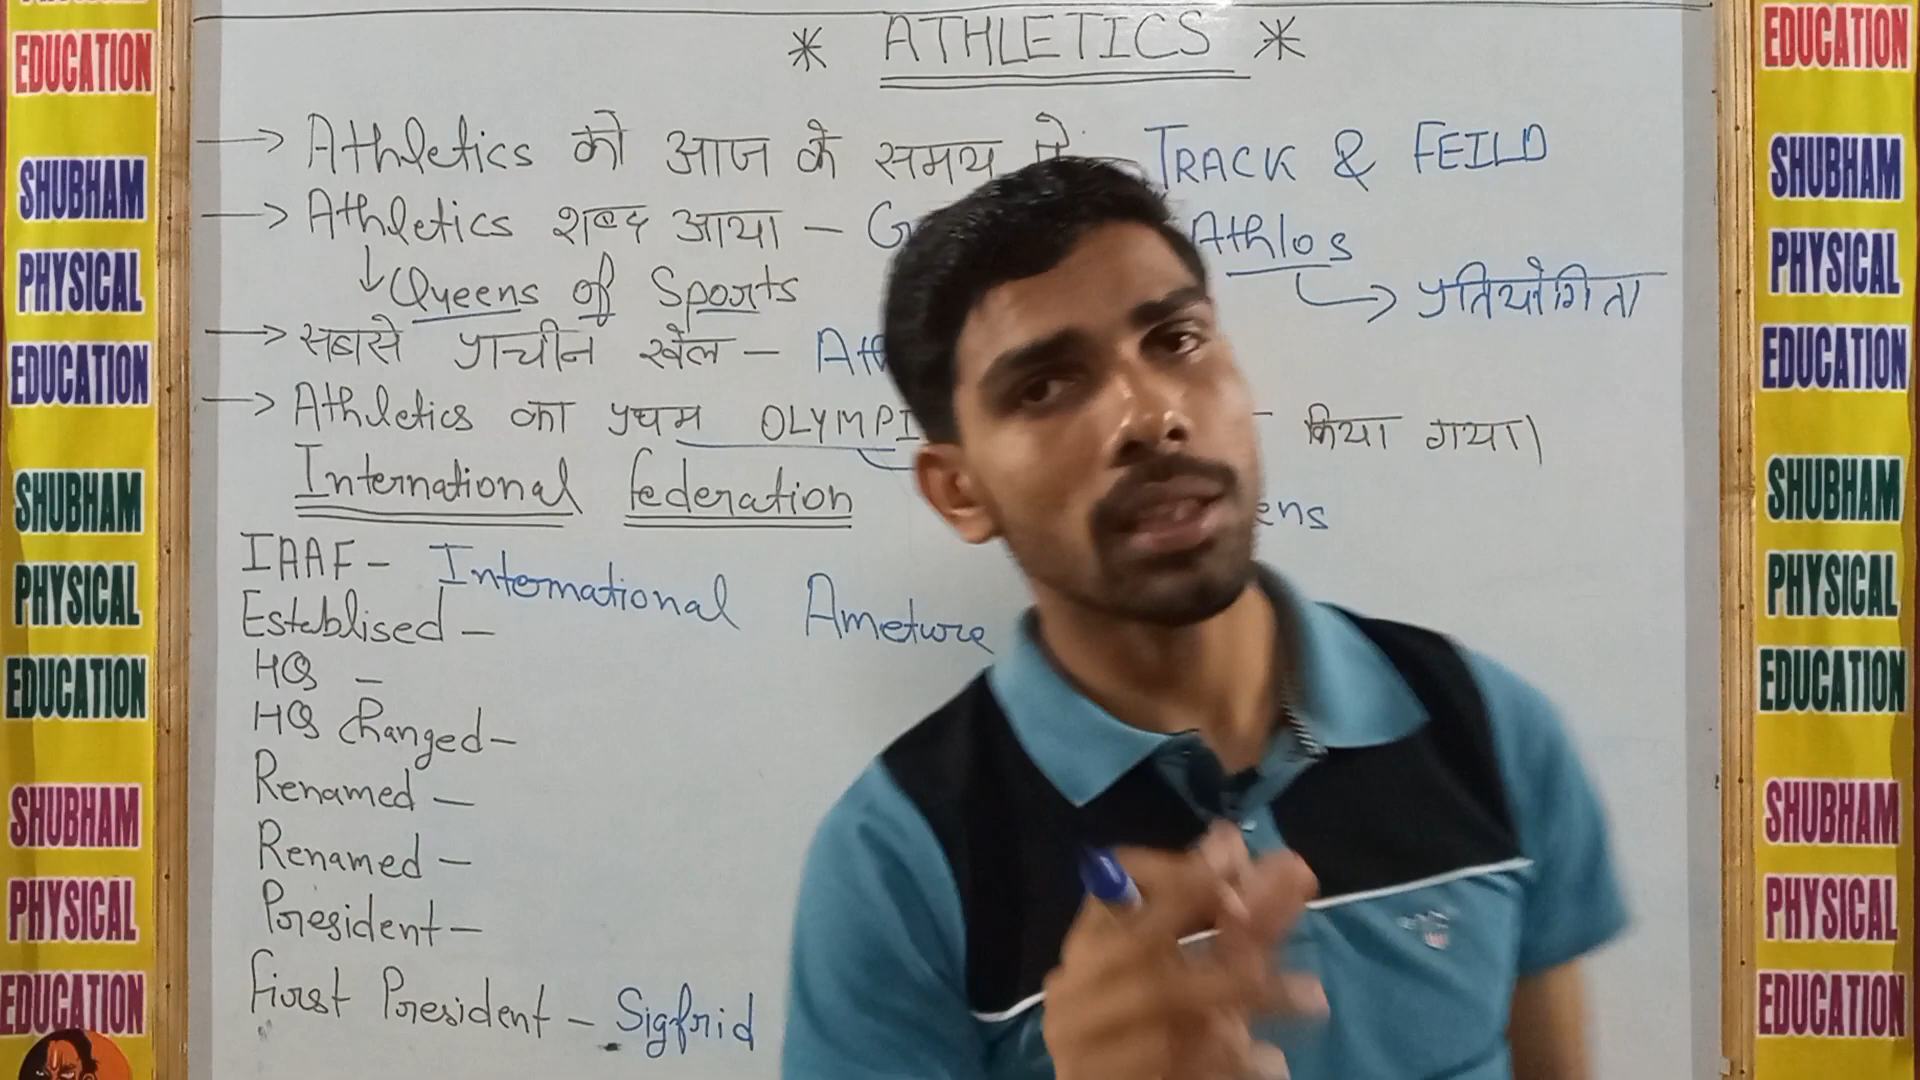 * ATHLETICS *
→ Athletics को आज के समय में TRACK & FEILD
→ Athletics शब्द आया – Athlos
↓ Queens of Sports → प्रतियोगिता
→ सबसे प्राचीन खेल –
→ Athletics का प्रथम OLYMPI – किया गया।
International federation
IAAF – International Ameture
Esteblised –
HQ –
HQ Changed –
Renamed –
Renamed –
President –
First President – Sigfrid
EDUCATION
SHUBHAM
PHYSICAL
EDUCATION
SHUBHAM
PHYSICAL
EDUCATION
SHUBHAM
PHYSICAL
EDUCATION
EDUCATION
SHUBHAM
PHYSICAL
EDUCATION
SHUBHAM
PHYSICAL
EDUCATION
SHUBHAM
PHYSICAL
EDUCATION